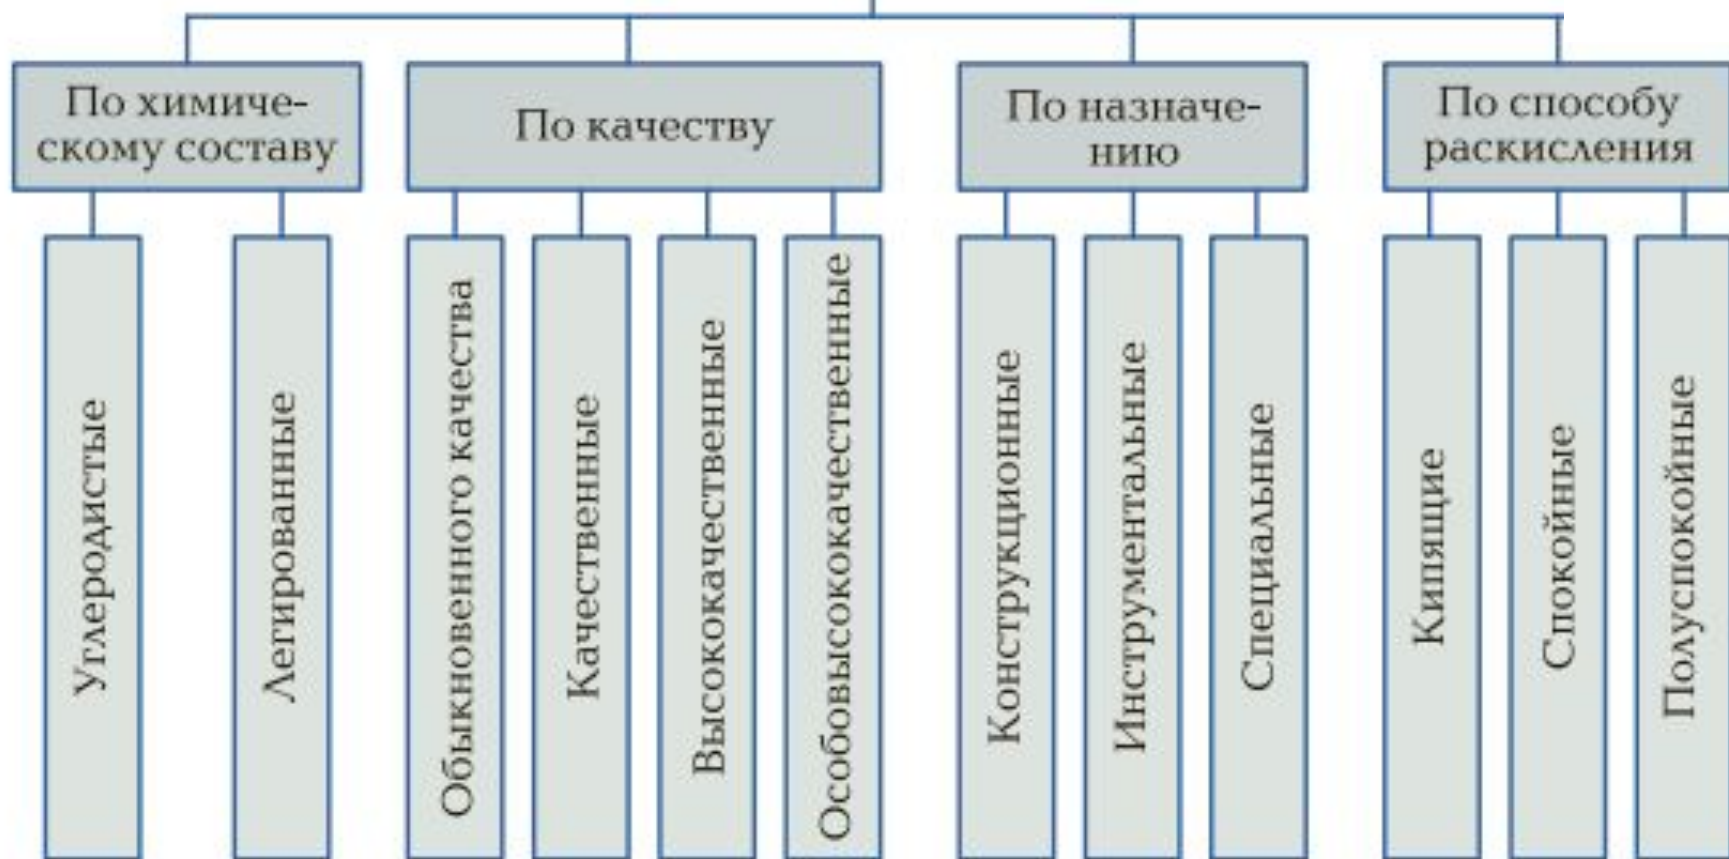 По химиче-
скому составу
По качеству
По назначе-
нию
По способу
раскисления
Углеродистые
Легированные
Обыкновенного качества
Качественные
Высококачественные
Особовысококачественные
Конструкционные
Инструментальные
Специальные
Кипящие
Спокойные
Полуспокойные